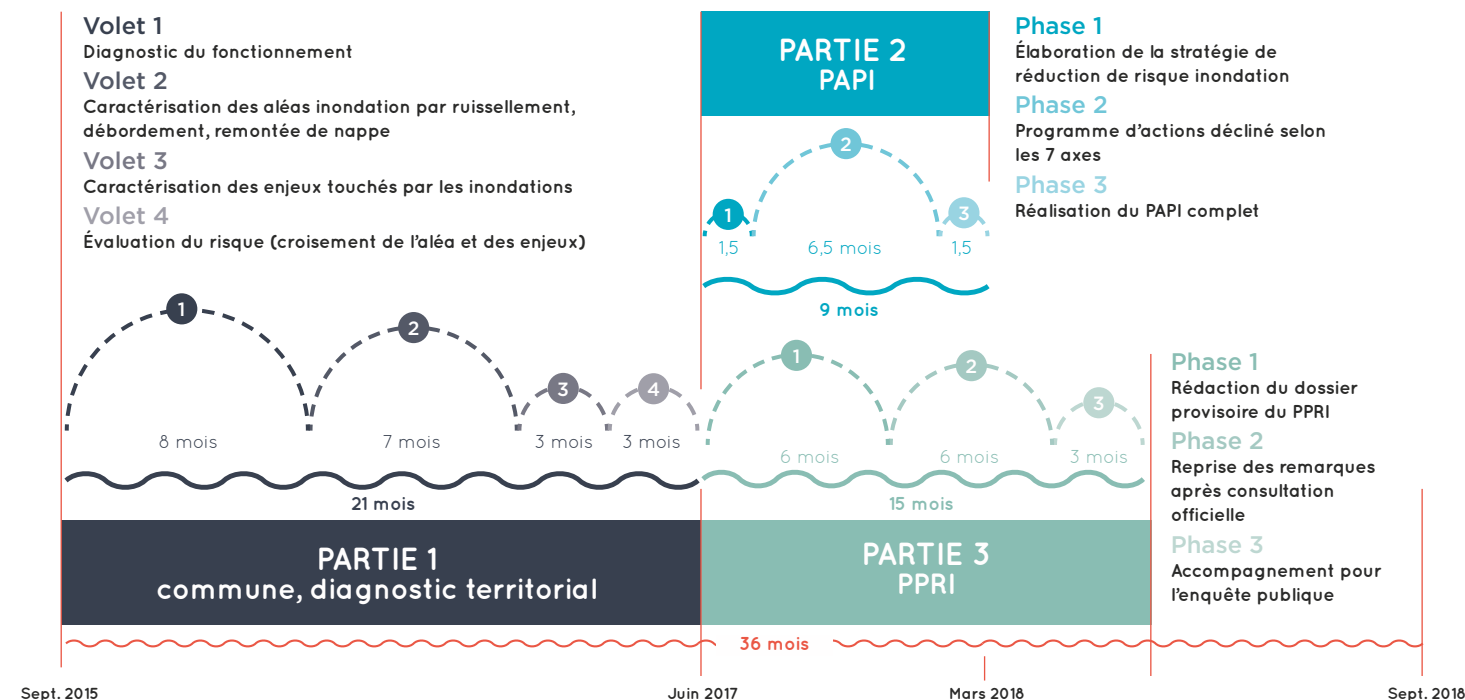 Volet 1
Diagnostic du fonctionnement
Volet 2
Caractérisation des aléas inondation par ruissellement,
débordement, remontée de nappe
Volet 3
Caractérisation des enjeux touchés par les inondations
Volet 4
Évaluation du risque (croisement de l'aléa et des enjeux)
PARTIE 2
PAPI
Phase 1
Élaboration de la stratégie de
réduction de risque inondation
Phase 2
Programme d'actions décliné selon
les 7 axes
Phase 3
Réalisation du PAPI complet
1
2
3
1,5
6,5 mois
1,5
9 mois
1
2
3
4
8 mois
7 mois
3 mois
3 mois
21 mois
1
2
3
6 mois
6 mois
3 mois
15 mois
Phase 1
Rédaction du dossier
provisoire du PPRI
Phase 2
Reprise des remarques
après consultation
officielle
Phase 3
Accompagnement pour
l'enquête publique
PARTIE 1
commune, diagnostic territorial
PARTIE 3
PPRI
36 mois
Sept. 2015
Juin 2017
Mars 2018
Sept. 2018